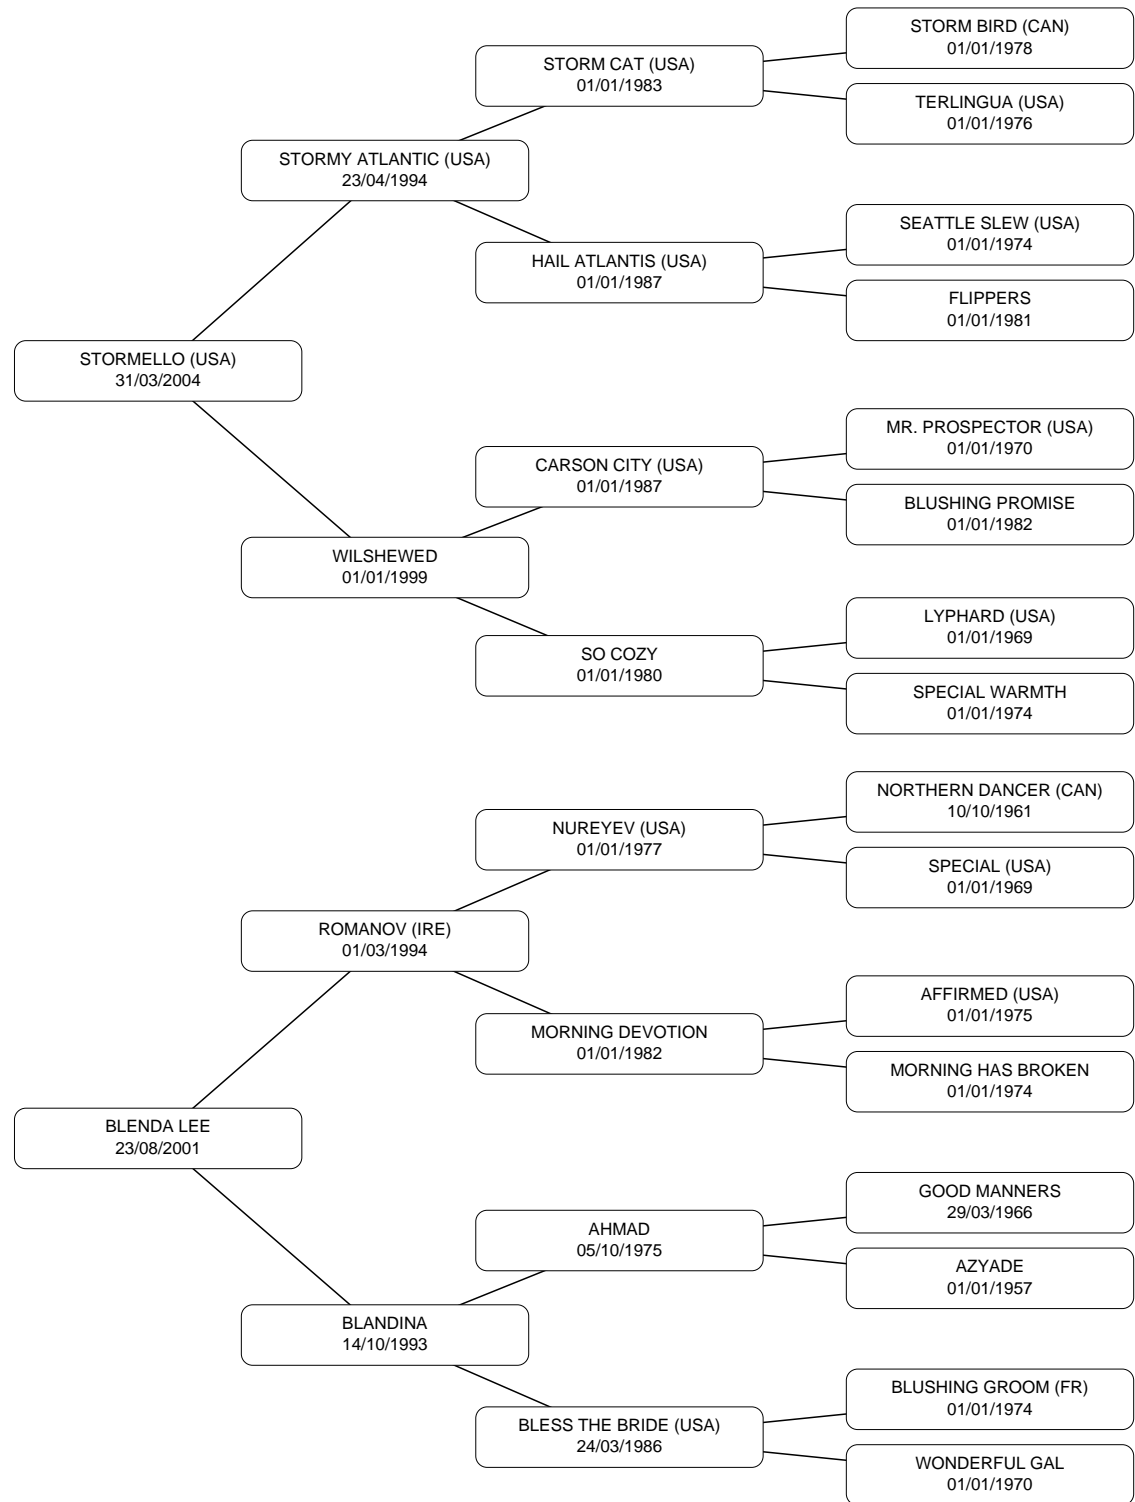 STORM BIRD (CAN)
01/01/1978
STORM CAT (USA)
01/01/1983
TERLINGUA (USA)
01/01/1976
STORMY ATLANTIC (USA)
23/04/1994
SEATTLE SLEW (USA)
01/01/1974
HAIL ATLANTIS (USA)
01/01/1987
FLIPPERS
01/01/1981
STORMELLO (USA)
31/03/2004
MR. PROSPECTOR (USA)
01/01/1970
CARSON CITY (USA)
01/01/1987
BLUSHING PROMISE
01/01/1982
WILSHEWED
01/01/1999
LYPHARD (USA)
01/01/1969
SO COZY
01/01/1980
SPECIAL WARMTH
01/01/1974
NORTHERN DANCER (CAN)
10/10/1961
NUREYEV (USA)
01/01/1977
SPECIAL (USA)
01/01/1969
ROMANOV (IRE)
01/03/1994
AFFIRMED (USA)
01/01/1975
MORNING DEVOTION
01/01/1982
MORNING HAS BROKEN
01/01/1974
BLENDA LEE
23/08/2001
GOOD MANNERS
29/03/1966
AHMAD
05/10/1975
AZYADE
01/01/1957
BLANDINA
14/10/1993
BLUSHING GROOM (FR)
01/01/1974
BLESS THE BRIDE (USA)
24/03/1986
WONDERFUL GAL
01/01/1970